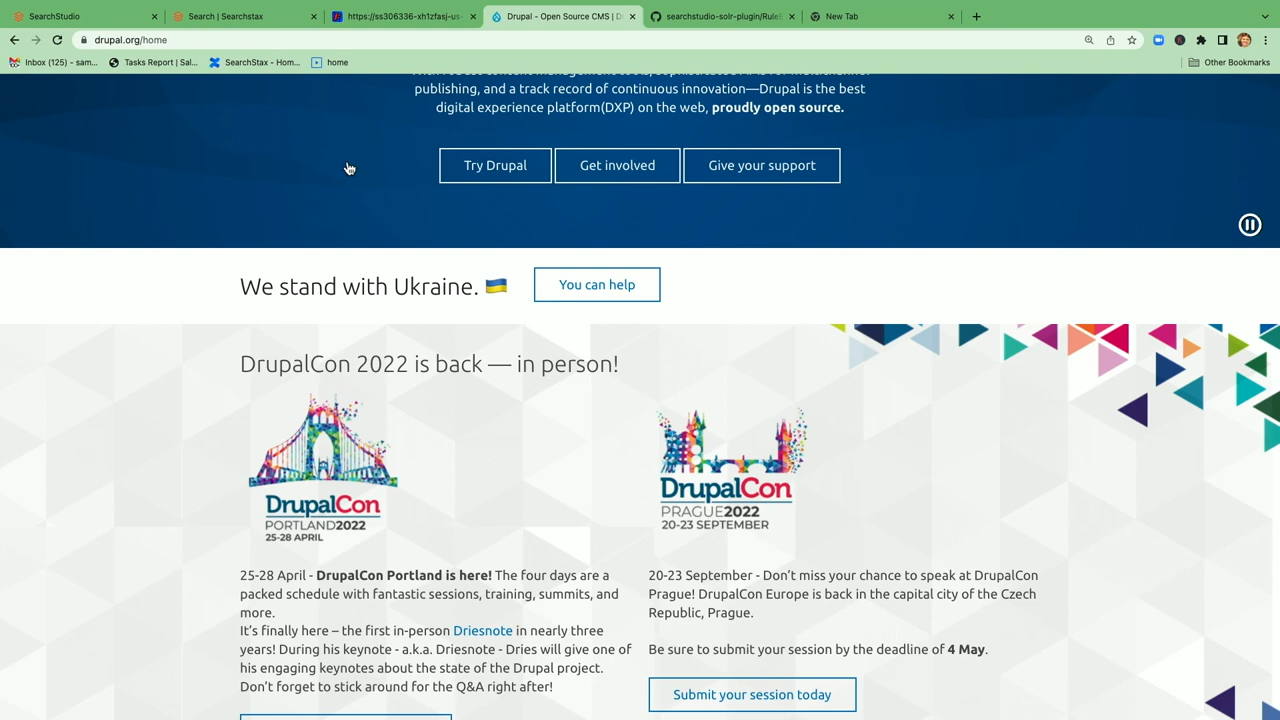 SearchStudio
Search | Searchstax
https://ss306336-xh1zfasj-us-
Drupal - Open Source CMS | D
searchstudio-solr-plugin/RuleE
New Tab
drupal.org/home
Inbox (125) - sam...
Tasks Report | Sal...
SearchStax - Hom...
home
Other Bookmarks
publishing, and a track record of continuous innovation—Drupal is the best
digital experience platform(DXP) on the web, proudly open source.
Try Drupal
Get involved
Give your support
We stand with Ukraine. 🇺🇦
You can help
DrupalCon 2022 is back — in person!
DrupalCon
PORTLAND2022
25-28 APRIL
25-28 April - DrupalCon Portland is here! The four days are a
packed schedule with fantastic sessions, training, summits, and
more.
It's finally here – the first in-person Driesnote in nearly three
years! During his keynote - a.k.a. Driesnote - Dries will give one of
his engaging keynotes about the state of the Drupal project.
Don't forget to stick around for the Q&A right after!
DrupalCon
PRAGUE2022
20-23 SEPTEMBER
20-23 September - Don't miss your chance to speak at DrupalCon
Prague! DrupalCon Europe is back in the capital city of the Czech
Republic, Prague.
Be sure to submit your session by the deadline of 4 May.
Submit your session today